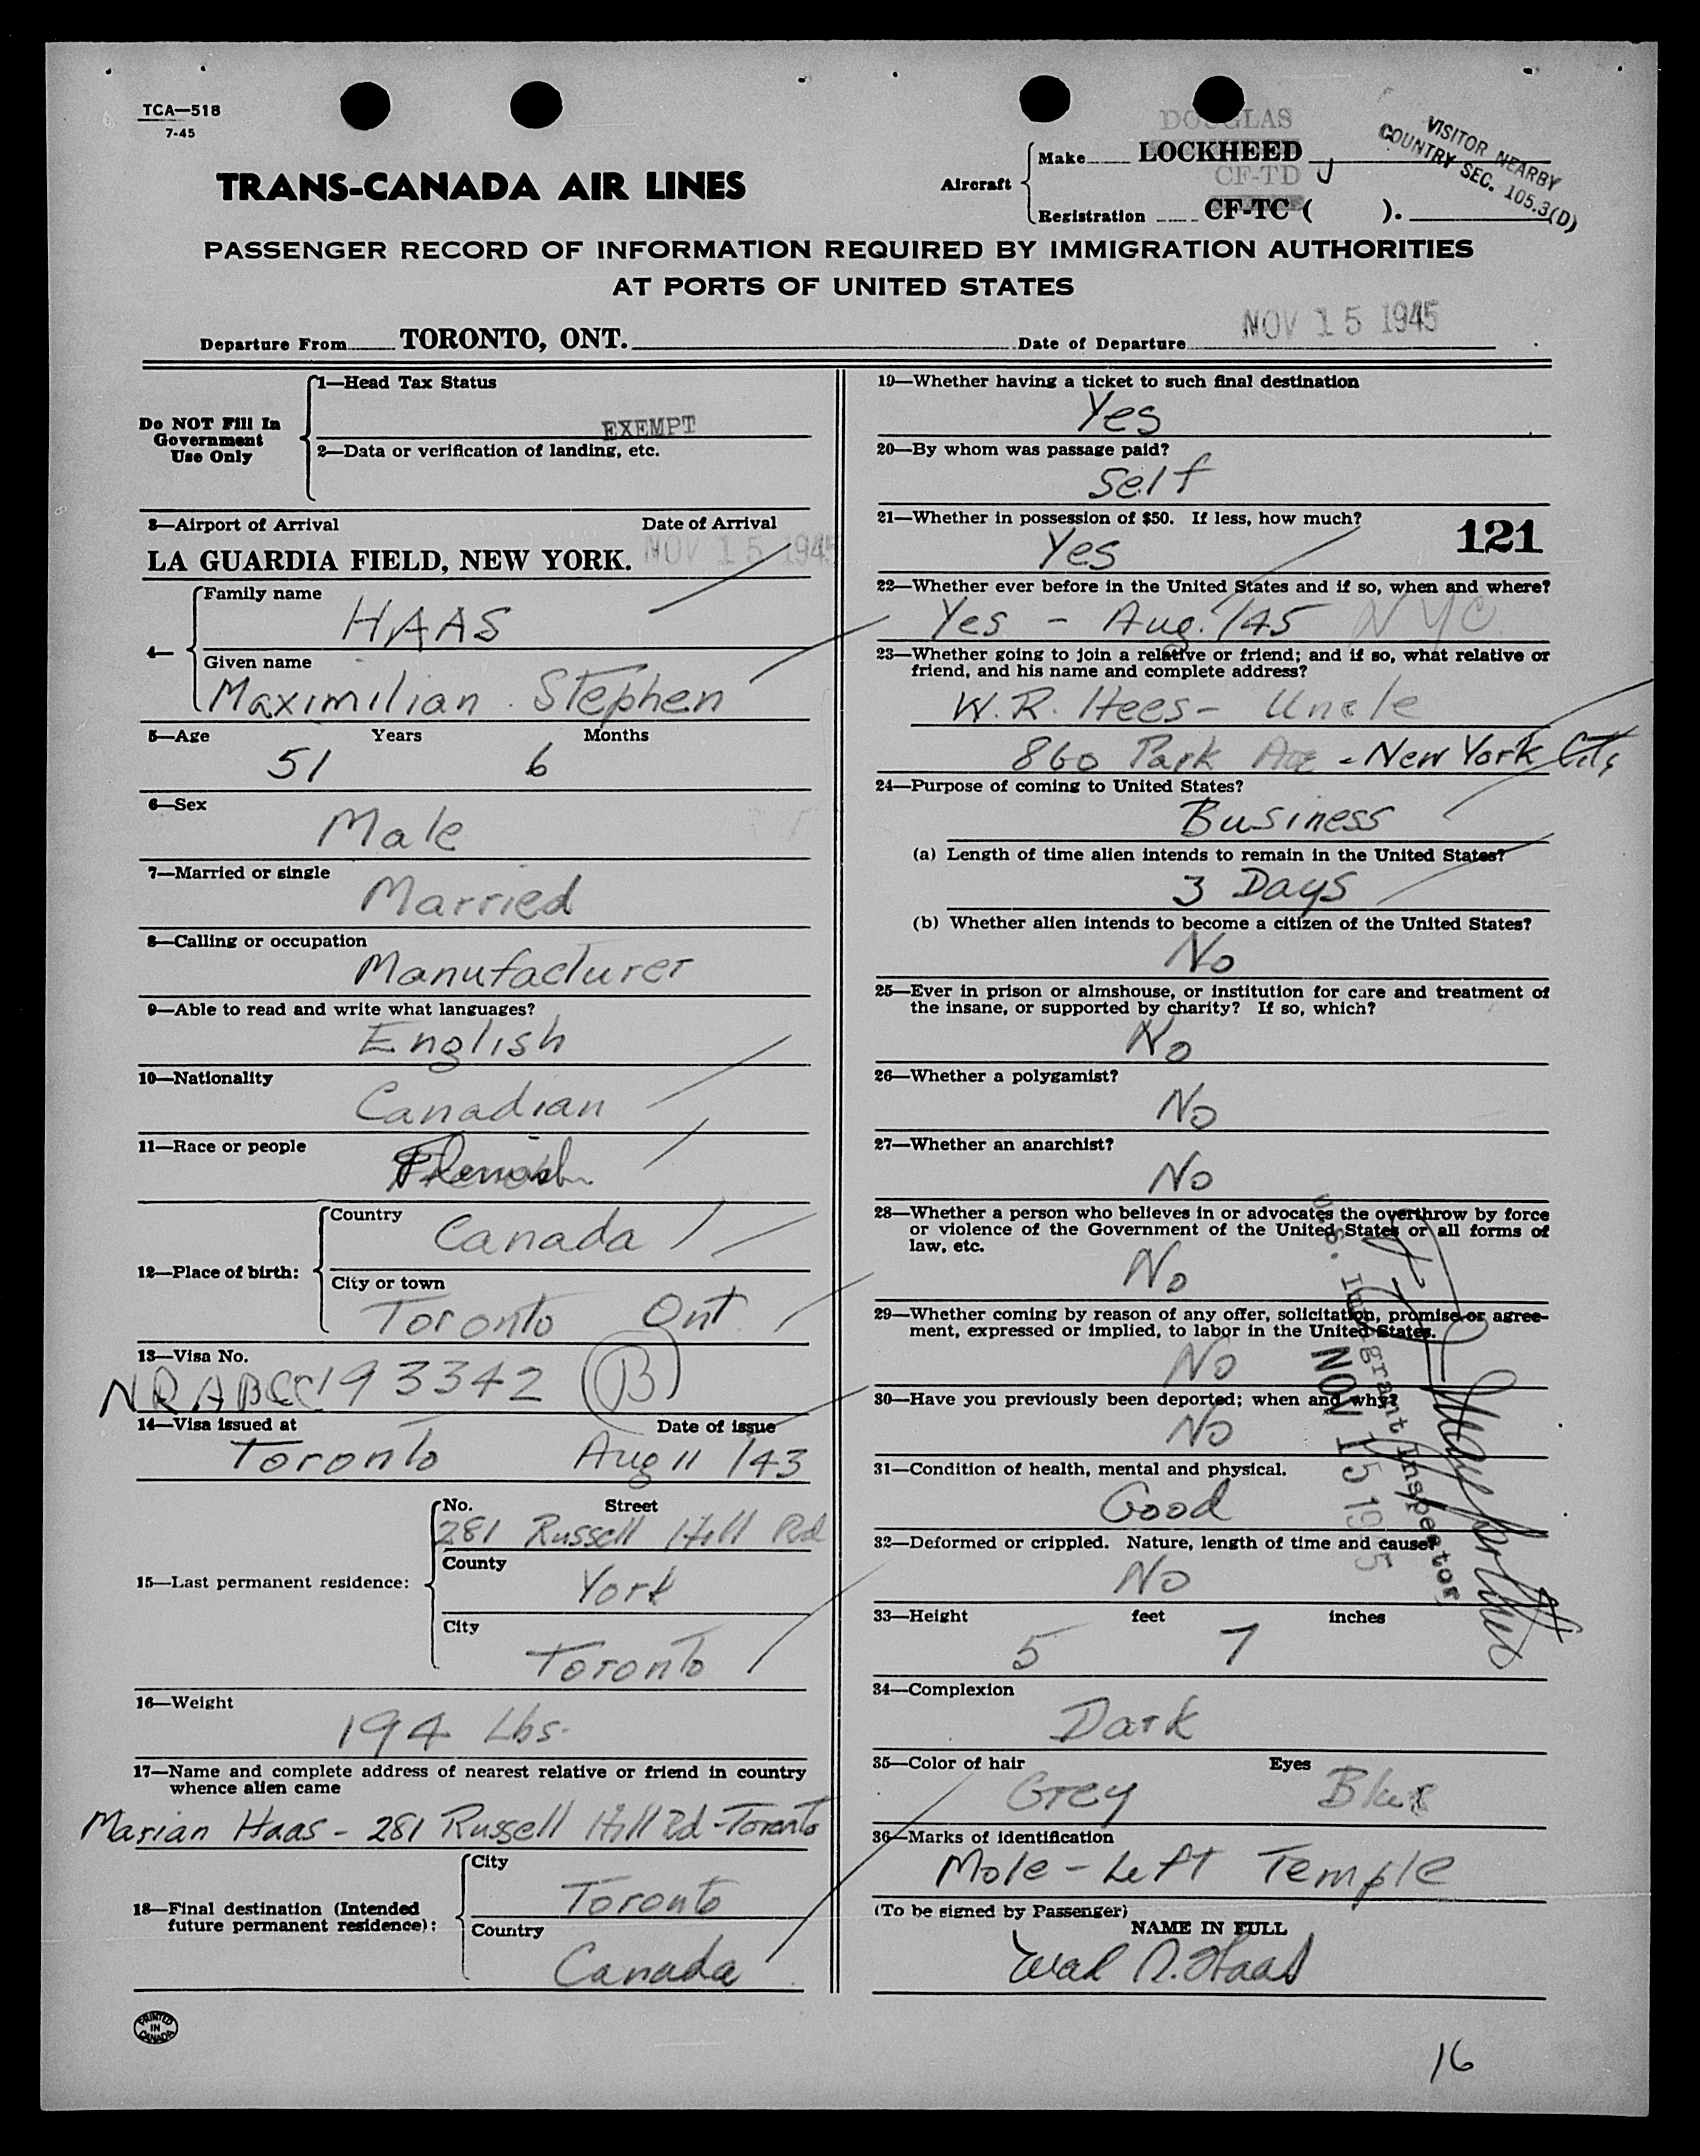 TCA—518
7-45
DOUGLAS
VISITOR NEARBY
COUNTRY SEC. 105.3(D)
TRANS-CANADA AIR LINES
Aircraft
Make LOCKHEED
CF-TD J
Registration CF-TC ( ).
PASSENGER RECORD OF INFORMATION REQUIRED BY IMMIGRATION AUTHORITIES
AT PORTS OF UNITED STATES
Departure From TORONTO, ONT. Date of Departure NOV 15 1945
Do NOT Fill In
Government
Use Only
1—Head Tax Status
EXEMPT
2—Data or verification of landing, etc.
3—Airport of Arrival Date of Arrival
LA GUARDIA FIELD, NEW YORK. NOV 15 1945
4—
Family name
HAAS
Given name
Maximilian Stephen
5—Age Years Months
51 6
6—Sex
Male
7—Married or single
Married
8—Calling or occupation
Manufacturer
9—Able to read and write what languages?
English
10—Nationality
Canadian
11—Race or people
12—Place of birth:
Country
Canada
City or town
Toronto Ont
13—Visa No.
NRABCC193342 (B)
14—Visa issued at Date of issue
Toronto Aug 11 /43
15—Last permanent residence:
No. Street
281 Russell Hill Rd
County
York
City
Toronto
16—Weight
194 Lbs.
17—Name and complete address of nearest relative or friend in country
whence alien came
Marian Haas - 281 Russell Hill Rd - Toronto
18—Final destination (Intended
future permanent residence):
City
Toronto
Country
Canada
PRINTED
IN
CANADA
19—Whether having a ticket to such final destination
Yes
20—By whom was passage paid?
Self
21—Whether in possession of $50. If less, how much?
Yes
121
22—Whether ever before in the United States and if so, when and where?
Yes - Aug. /45 NYC
23—Whether going to join a relative or friend; and if so, what relative or
friend, and his name and complete address?
W. R. Hees - Uncle
860 Park Ave - New York City
24—Purpose of coming to United States?
Business
(a) Length of time alien intends to remain in the United States?
3 Days
(b) Whether alien intends to become a citizen of the United States?
No
25—Ever in prison or almshouse, or institution for care and treatment of
the insane, or supported by charity? If so, which?
No
26—Whether a polygamist?
No
27—Whether an anarchist?
No
28—Whether a person who believes in or advocates the overthrow by force
or violence of the Government of the United States or all forms of
law, etc.
No
29—Whether coming by reason of any offer, solicitation, promise or agree-
ment, expressed or implied, to labor in the United States.
No
30—Have you previously been deported; when and why?
No
U.S. Immigrant Inspector
NOV 15 1945
31—Condition of health, mental and physical.
Good
32—Deformed or crippled. Nature, length of time and cause?
No
33—Height feet inches
5 7
34—Complexion
Dark
35—Color of hair Eyes
Grey Blue
36—Marks of identification
Mole - Left Temple
(To be signed by Passenger)
NAME IN FULL
Haas
16